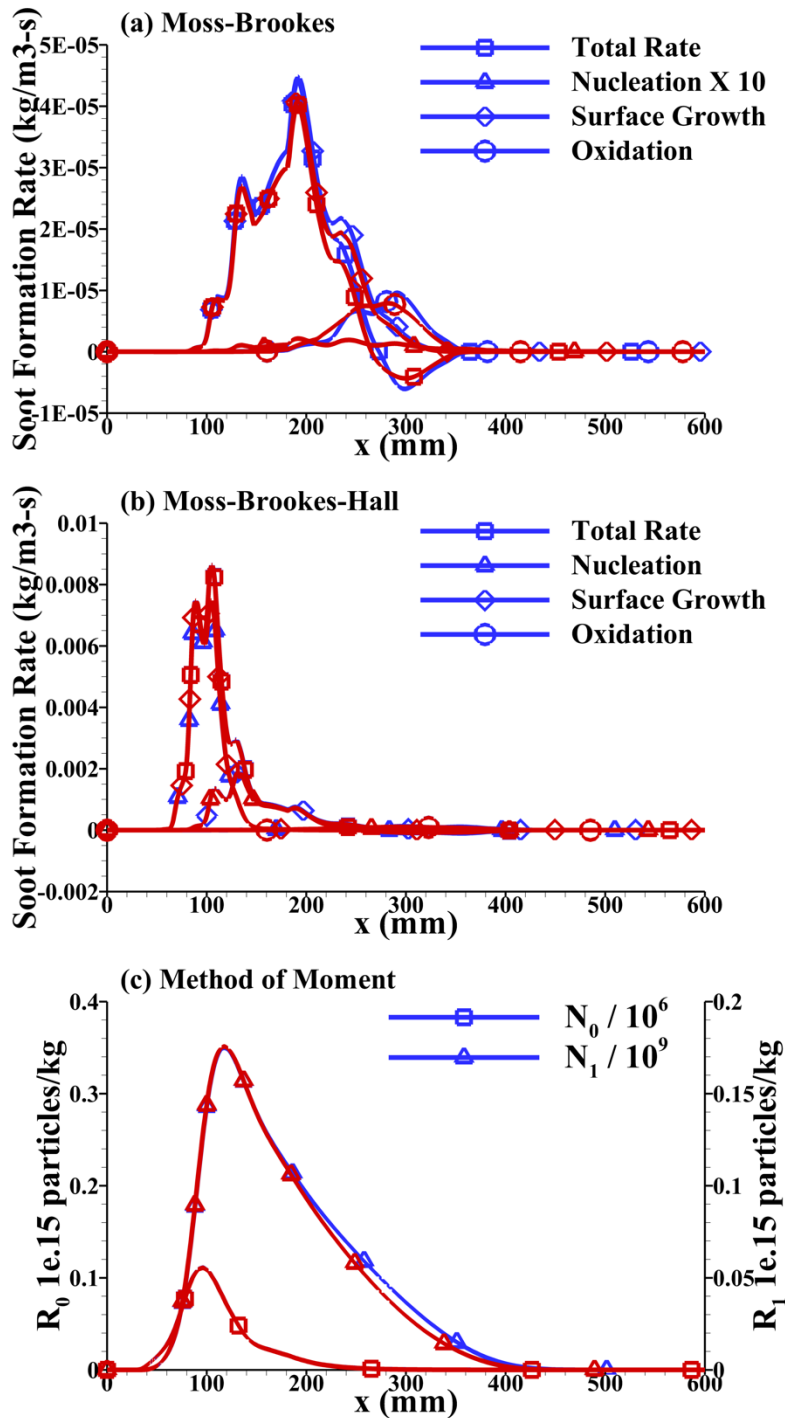 (a) Moss-Brookes
Soot Formation Rate (kg/m3-s)
5E-05
4E-05
3E-05
2E-05
1E-05
0
-1E-05
Total Rate
Nucleation X 10
Surface Growth
Oxidation
0 100 200 300 400 500 600
x (mm)
(b) Moss-Brookes-Hall
Soot Formation Rate (kg/m3-s)
0.01
0.008
0.006
0.004
0.002
0
-0.002
Total Rate
Nucleation
Surface Growth
Oxidation
0 100 200 300 400 500 600
x (mm)
(c) Method of Moment
R₀ 1e.15 particles/kg
0.4
0.3
0.2
0.1
0
N₀ / 10⁶
N₁ / 10⁹
0.2
0.15
0.1
0.05
0
R₁ 1e.15 particles/kg
0 100 200 300 400 500 600
x (mm)